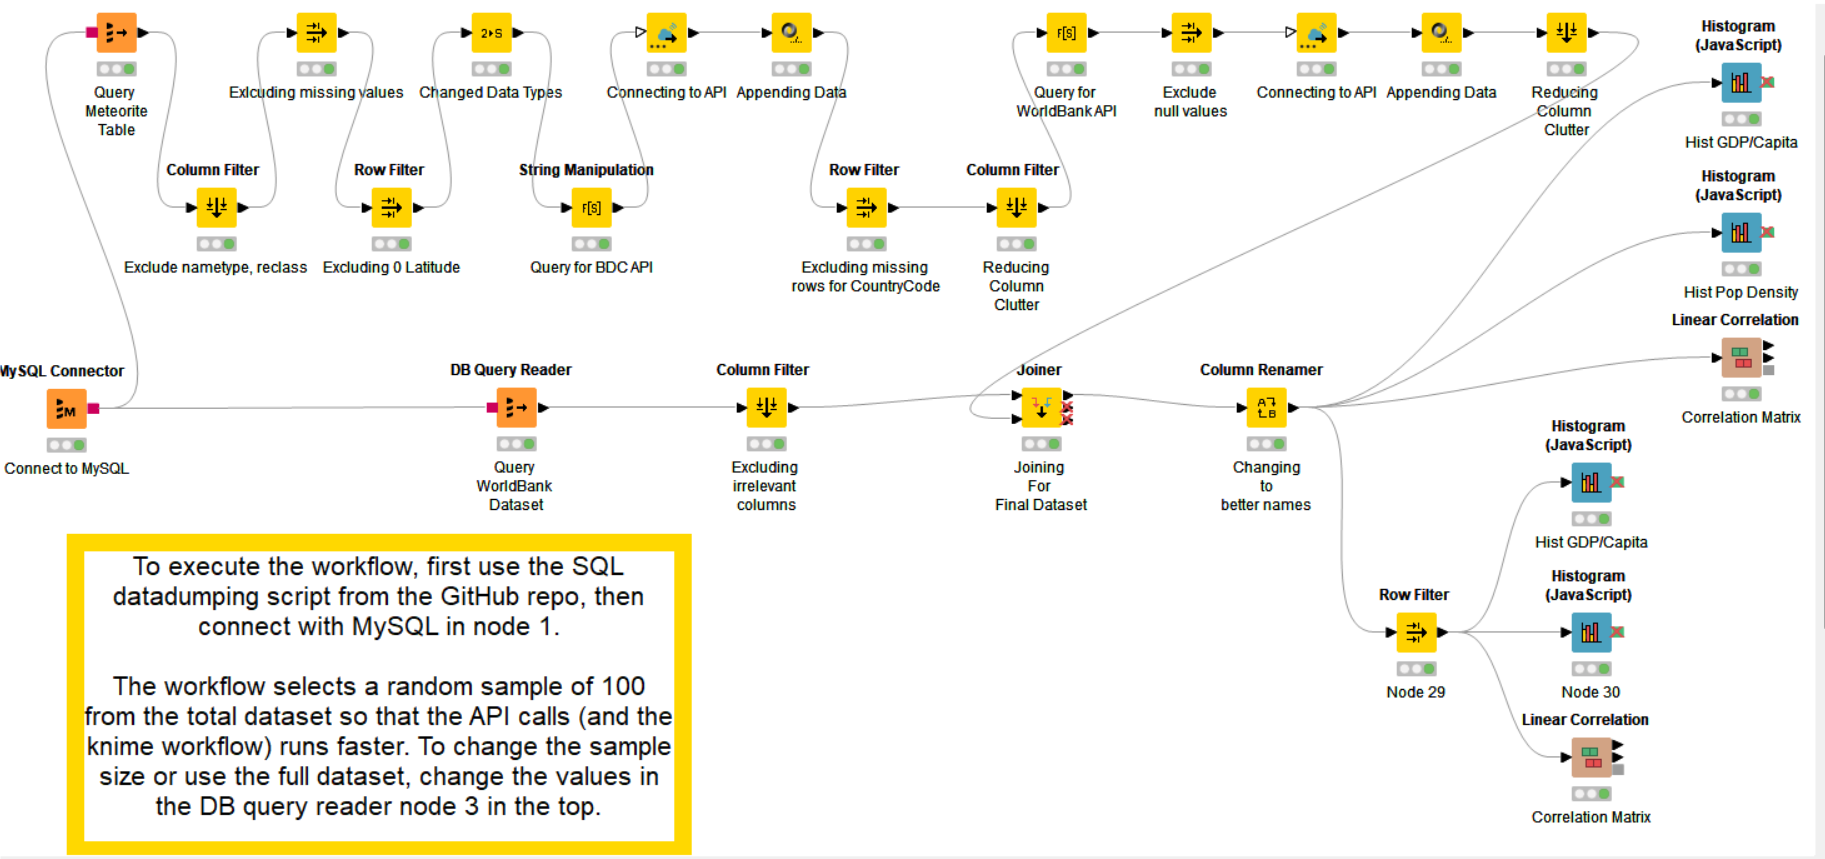 Histogram
(JavaScript)
Query
Meteorite
Table
Exlcuding missing values
2▸S
Changed Data Types
Connecting to API
Appending Data
F[S]
Query for
WorldBank API
Exclude
null values
Connecting to API
Appending Data
Reducing
Column
Clutter
Hist GDP/Capita
Column Filter
Row Filter
String Manipulation
Row Filter
Column Filter
Histogram
(JavaScript)
F[S]
Exclude nametype, reclass
Excluding 0 Latitude
Query for BDC API
Excluding missing
rows for CountryCode
Reducing
Column
Clutter
Hist Pop Density
Linear Correlation
MySQL Connector
DB Query Reader
Column Filter
Joiner
Column Renamer
M
A
B
Connect to MySQL
Query
WorldBank
Dataset
Excluding
irrelevant
columns
Joining
For
Final Dataset
Changing
to
better names
Correlation Matrix
Histogram
(JavaScript)
Hist GDP/Capita
Histogram
(JavaScript)
Row Filter
Node 29
Node 30
Linear Correlation
Correlation Matrix
To execute the workflow, first use the SQL
datadumping script from the GitHub repo, then
connect with MySQL in node 1.
The workflow selects a random sample of 100
from the total dataset so that the API calls (and the
knime workflow) runs faster. To change the sample
size or use the full dataset, change the values in
the DB query reader node 3 in the top.